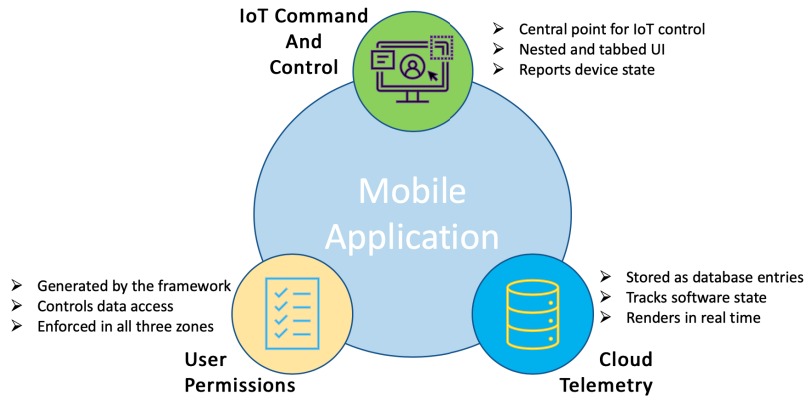 IoT Command
And
Control
➢ Central point for IoT control
➢ Nested and tabbed UI
➢ Reports device state
Mobile
Application
➢ Generated by the framework
➢ Controls data access
➢ Enforced in all three zones
User
Permissions
➢ Stored as database entries
➢ Tracks software state
➢ Renders in real time
Cloud
Telemetry